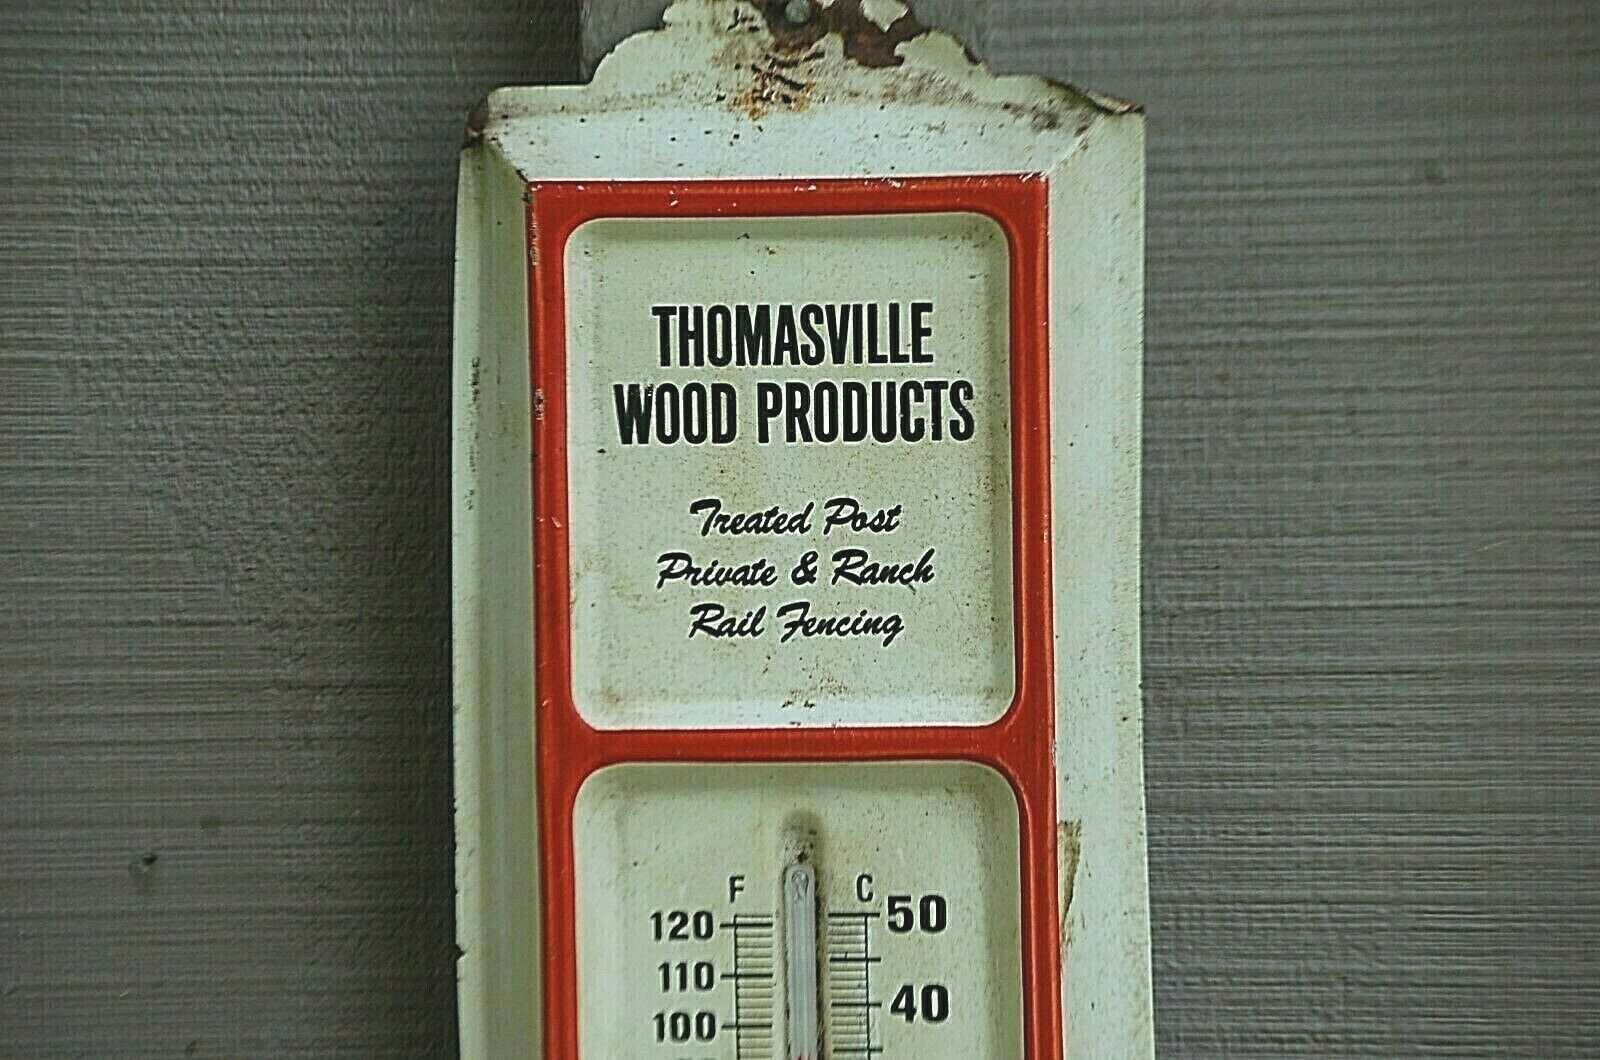 THOMASVILLE
WOOD PRODUCTS
Treated Post
Private & Ranch
Rail Fencing
F C
120 50
110
40
100